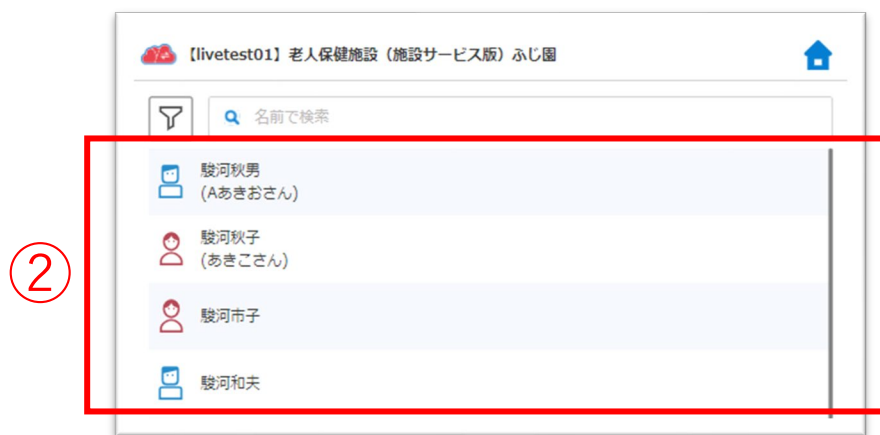 【livetest01】老人保健施設（施設サービス版）ふじ園
名前で検索
駿河秋男
(Aあきおさん)
駿河秋子
(あきこさん)
②
駿河市子
駿河和夫